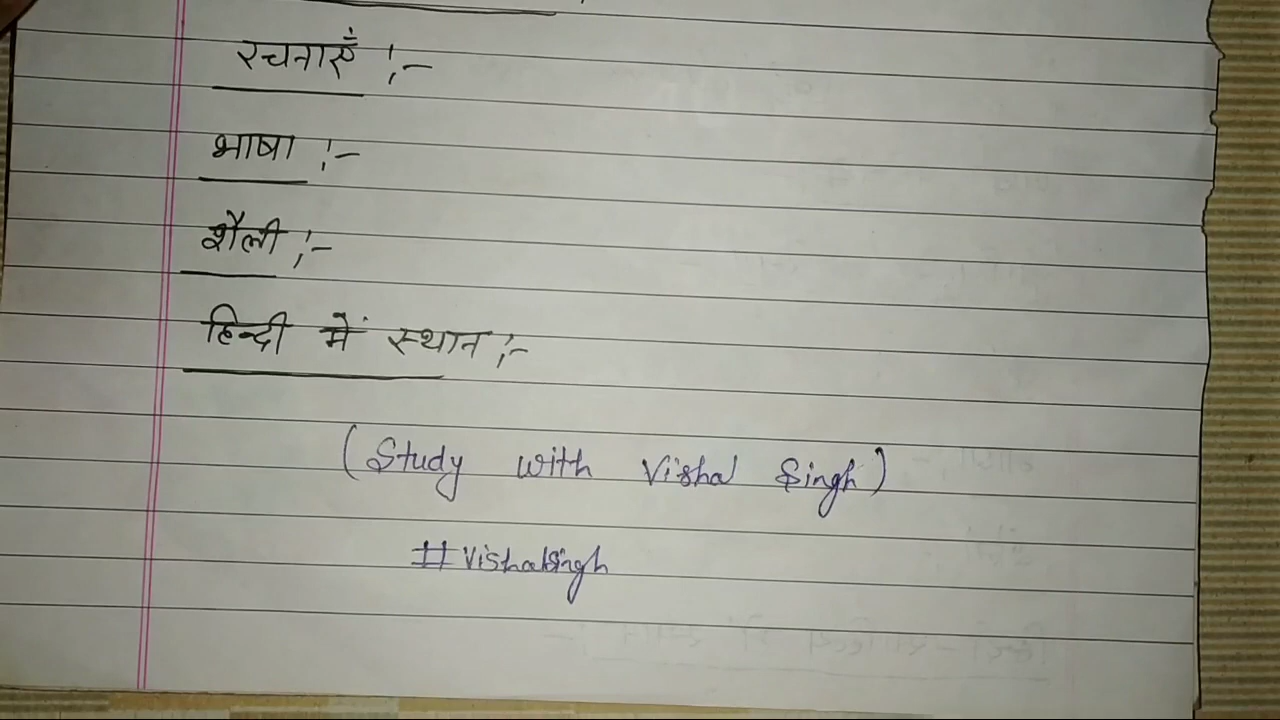 रचनाएँ :-
भाषा :-
शैली :-
हिन्दी में स्थान :-
(Study with Vishal Singh)
#Vishalsingh